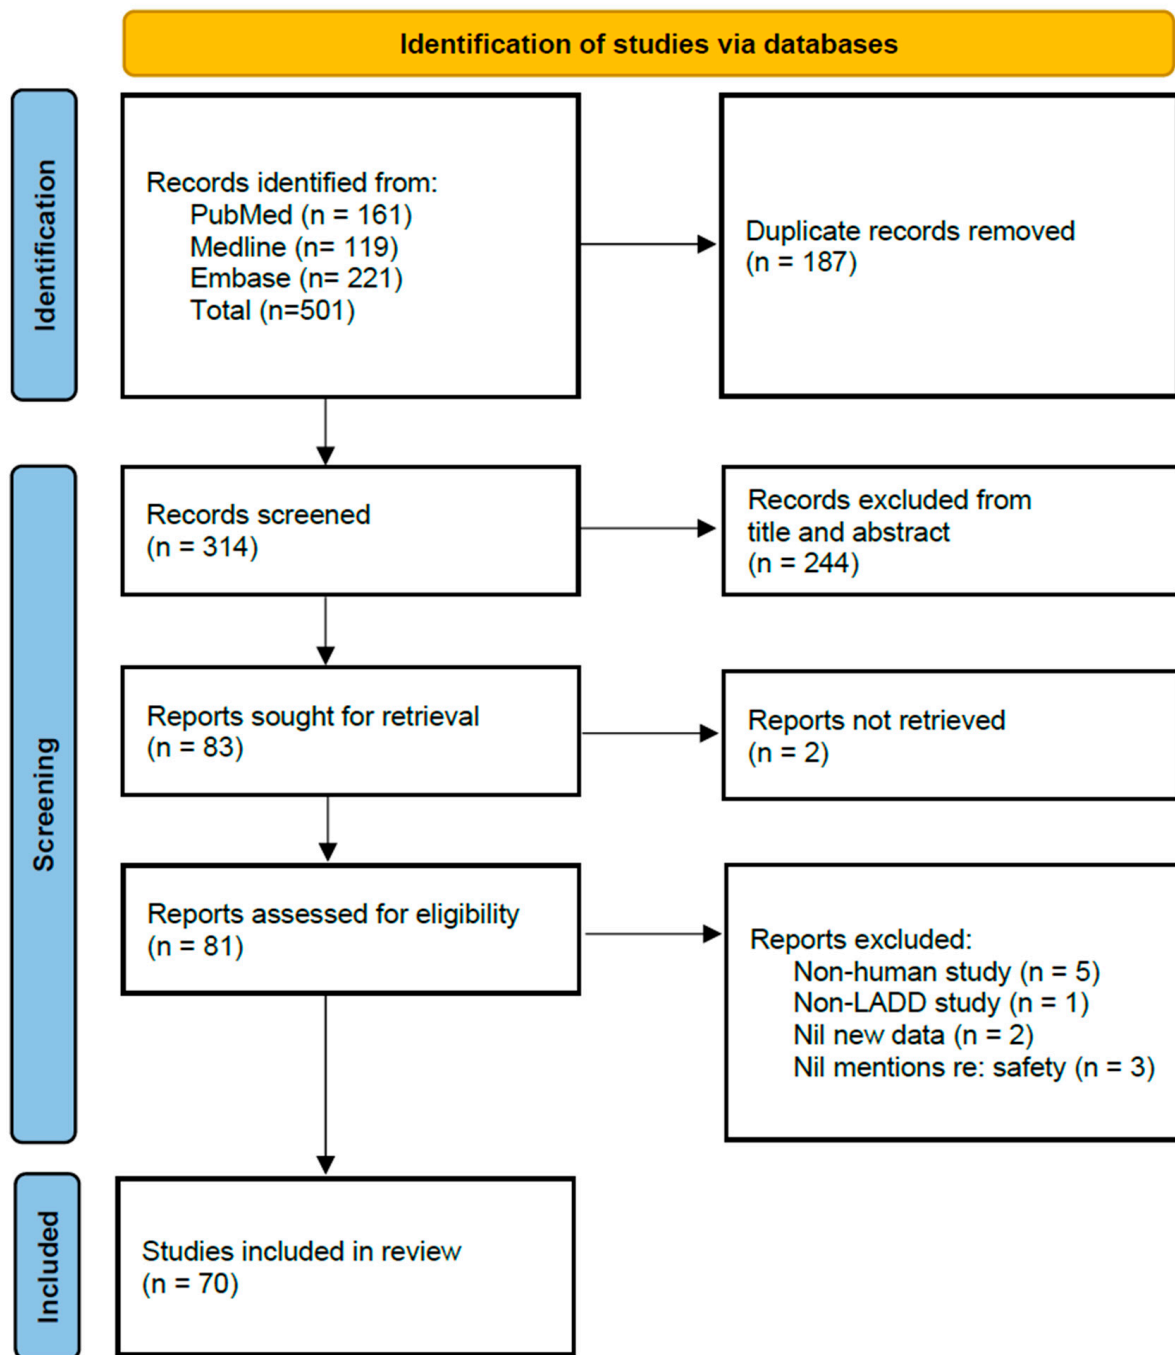 Identification of studies via databases
Identification
Records identified from:
PubMed (n = 161)
Medline (n= 119)
Embase (n= 221)
Total (n=501)
Duplicate records removed
(n = 187)
Screening
Records screened
(n = 314)
Records excluded from
title and abstract
(n = 244)
Reports sought for retrieval
(n = 83)
Reports not retrieved
(n = 2)
Reports assessed for eligibility
(n = 81)
Reports excluded:
Non-human study (n = 5)
Non-LADD study (n = 1)
Nil new data (n = 2)
Nil mentions re: safety (n = 3)
Included
Studies included in review
(n = 70)